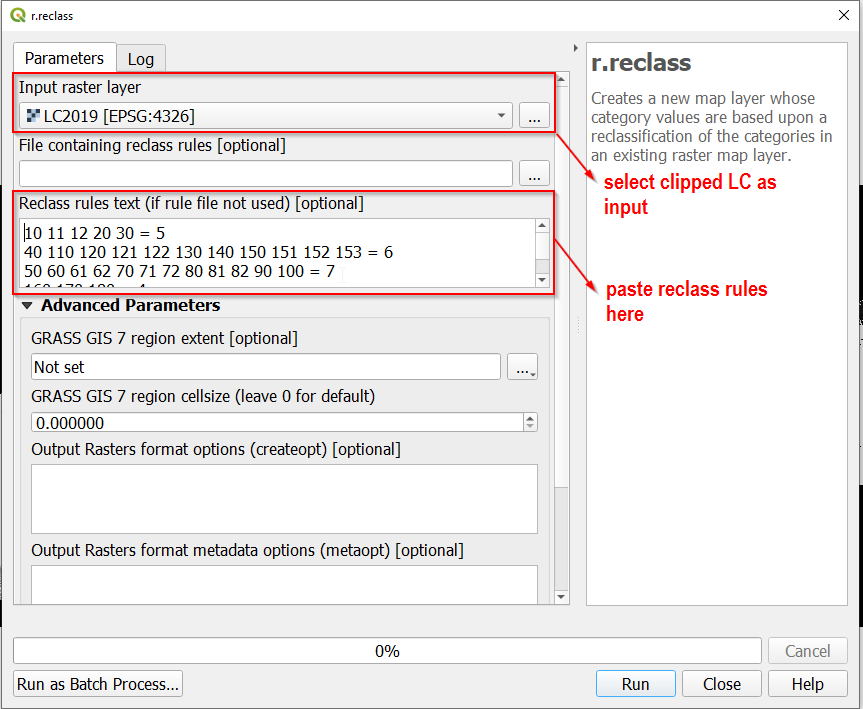 r.reclass
Parameters
Log
Input raster layer
LC2019 [EPSG:4326]
...
File containing reclass rules [optional]
...
Reclass rules text (if rule file not used) [optional]
10 11 12 20 30 = 5
40 110 120 121 122 130 140 150 151 152 153 = 6
50 60 61 62 70 71 72 80 81 82 90 100 = 7
Advanced Parameters
GRASS GIS 7 region extent [optional]
Not set
...
GRASS GIS 7 region cellsize (leave 0 for default)
0.000000
Output Rasters format options (createopt) [optional]
Output Rasters format metadata options (metaopt) [optional]
r.reclass
Creates a new map layer whose
category values are based upon a
reclassification of the categories in
an existing raster map layer.
select clipped LC as
input
paste reclass rules
here
0%
Cancel
Run as Batch Process...
Run
Close
Help